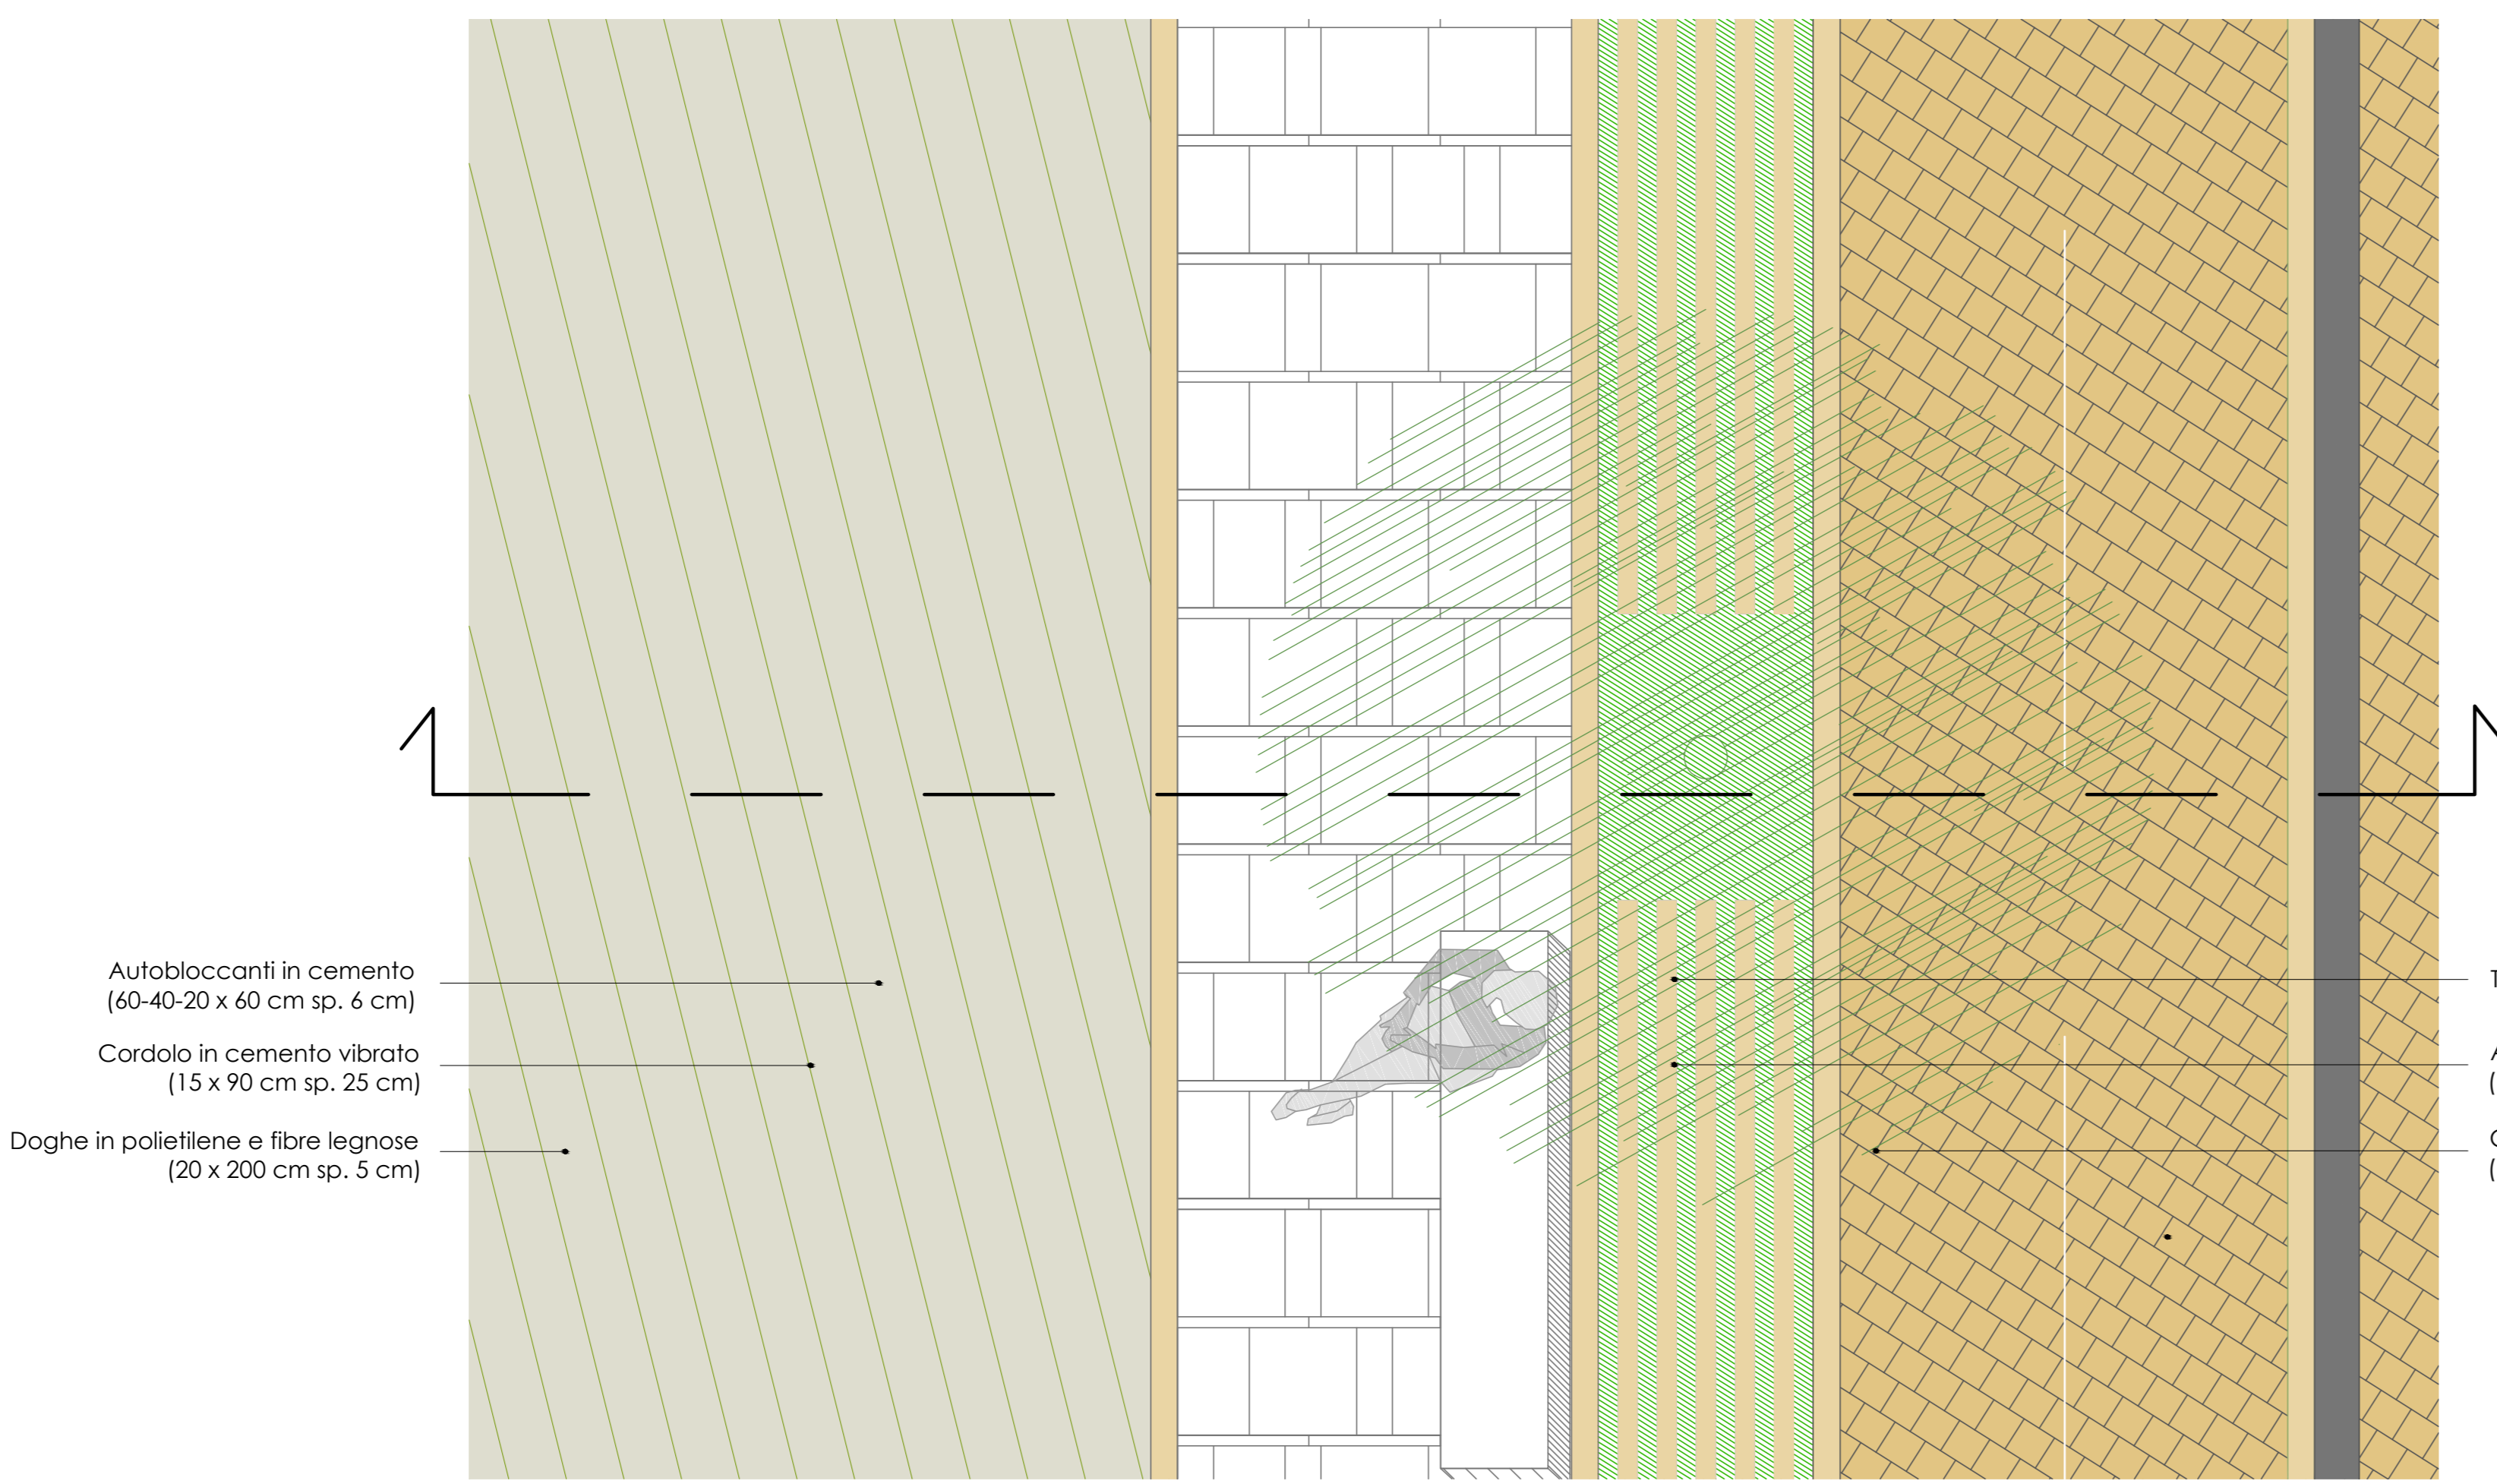 Autobloccanti in cemento
(60-40-20 x 60 cm sp. 6 cm)
Cordolo in cemento vibrato
(15 x 90 cm sp. 25 cm)
Doghe in polietilene e fibre legnose
(20 x 200 cm sp. 5 cm)